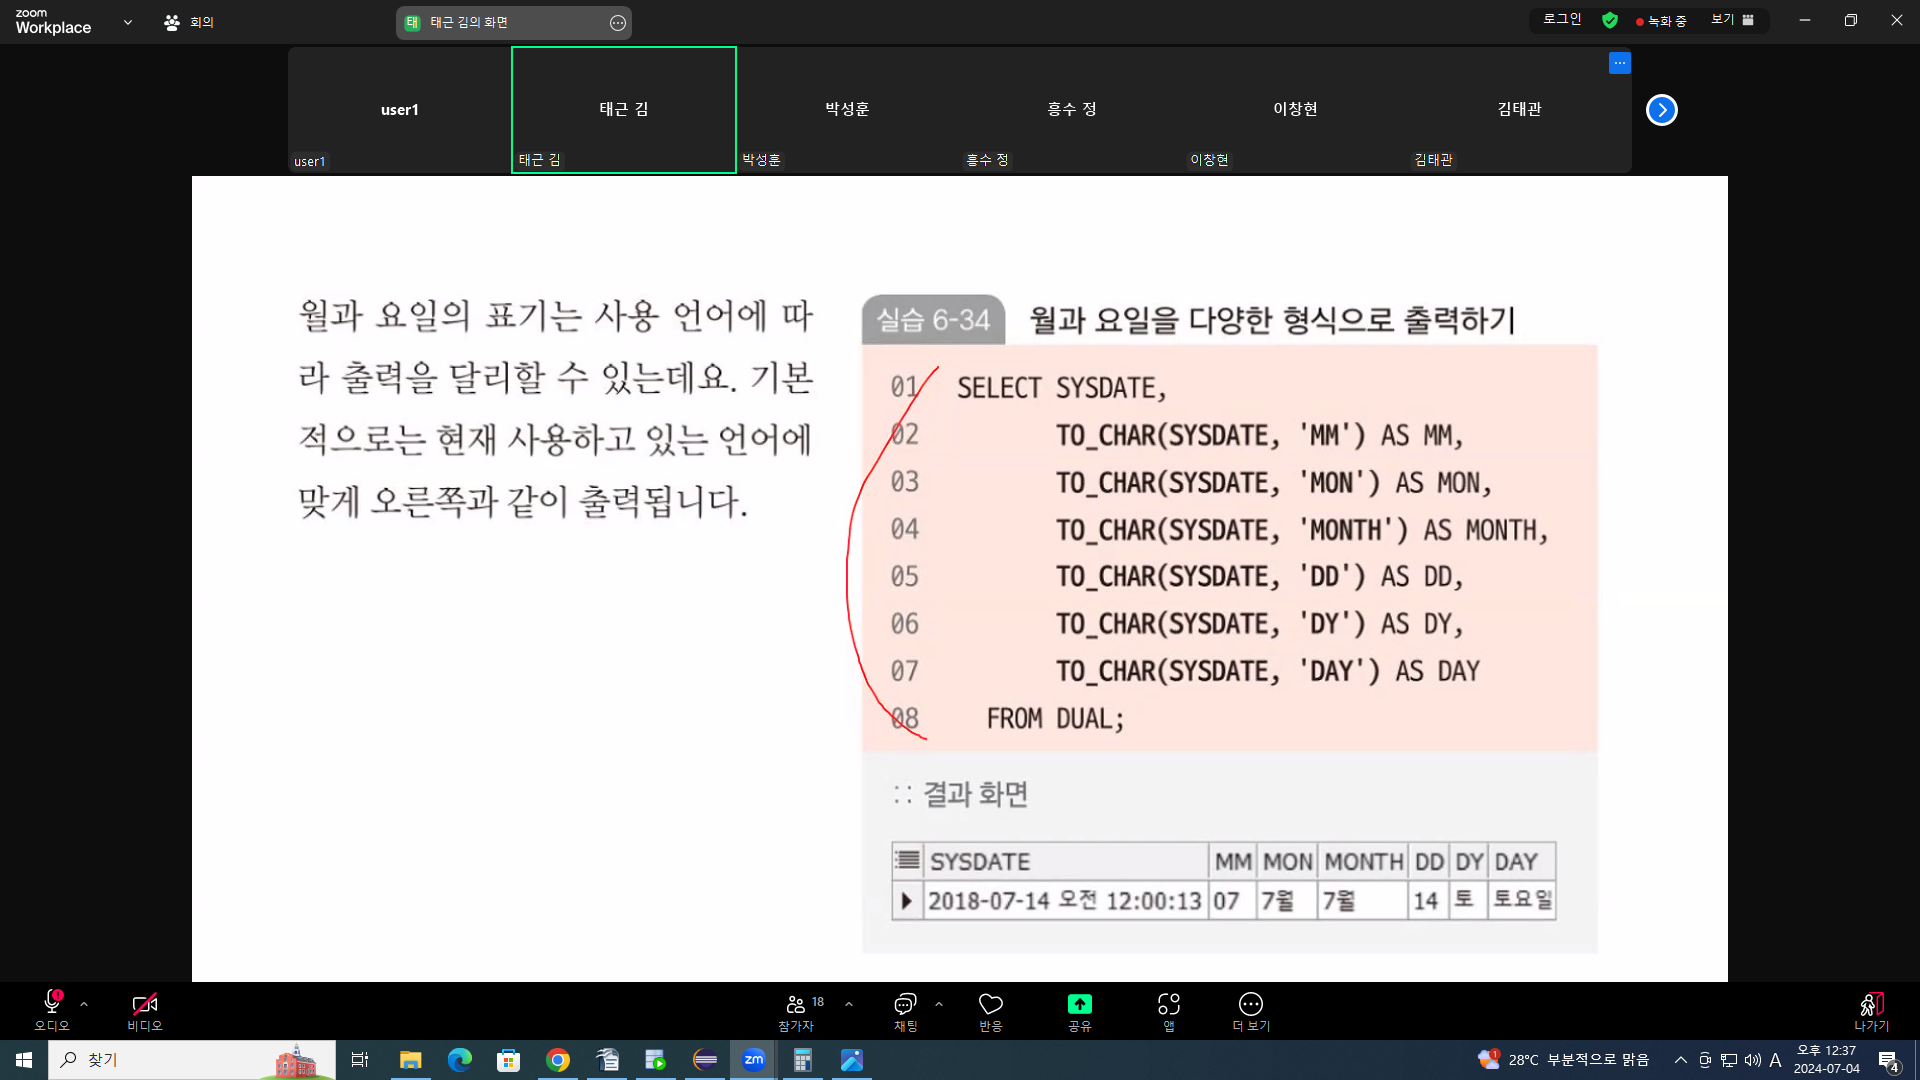 zoom
Workplace
회의
태
태근 김의 화면
로그인
녹화 중
보기
user1
태근 김
박성훈
흥수 정
이창현
김태관
user1
태근 김
박성훈
흥수 정
이창현
김태관
월과 요일의 표기는 사용 언어에 따
라 출력을 달리할 수 있는데요. 기본
적으로는 현재 사용하고 있는 언어에
맞게 오른쪽과 같이 출력됩니다.
실습 6-34 월과 요일을 다양한 형식으로 출력하기
01 SELECT SYSDATE,
02 TO_CHAR(SYSDATE, 'MM') AS MM,
03 TO_CHAR(SYSDATE, 'MON') AS MON,
04 TO_CHAR(SYSDATE, 'MONTH') AS MONTH,
05 TO_CHAR(SYSDATE, 'DD') AS DD,
06 TO_CHAR(SYSDATE, 'DY') AS DY,
07 TO_CHAR(SYSDATE, 'DAY') AS DAY
08 FROM DUAL;
:: 결과 화면
SYSDATE MM MON MONTH DD DY DAY
2018-07-14 오전 12:00:13 07 7월 7월 14 토 토요일
오디오
비디오
18
참가자
채팅
반응
공유
앱
더 보기
나가기
찾기
zm
1
28°C 부분적으로 맑음
A
오후 12:37
2024-07-04
4